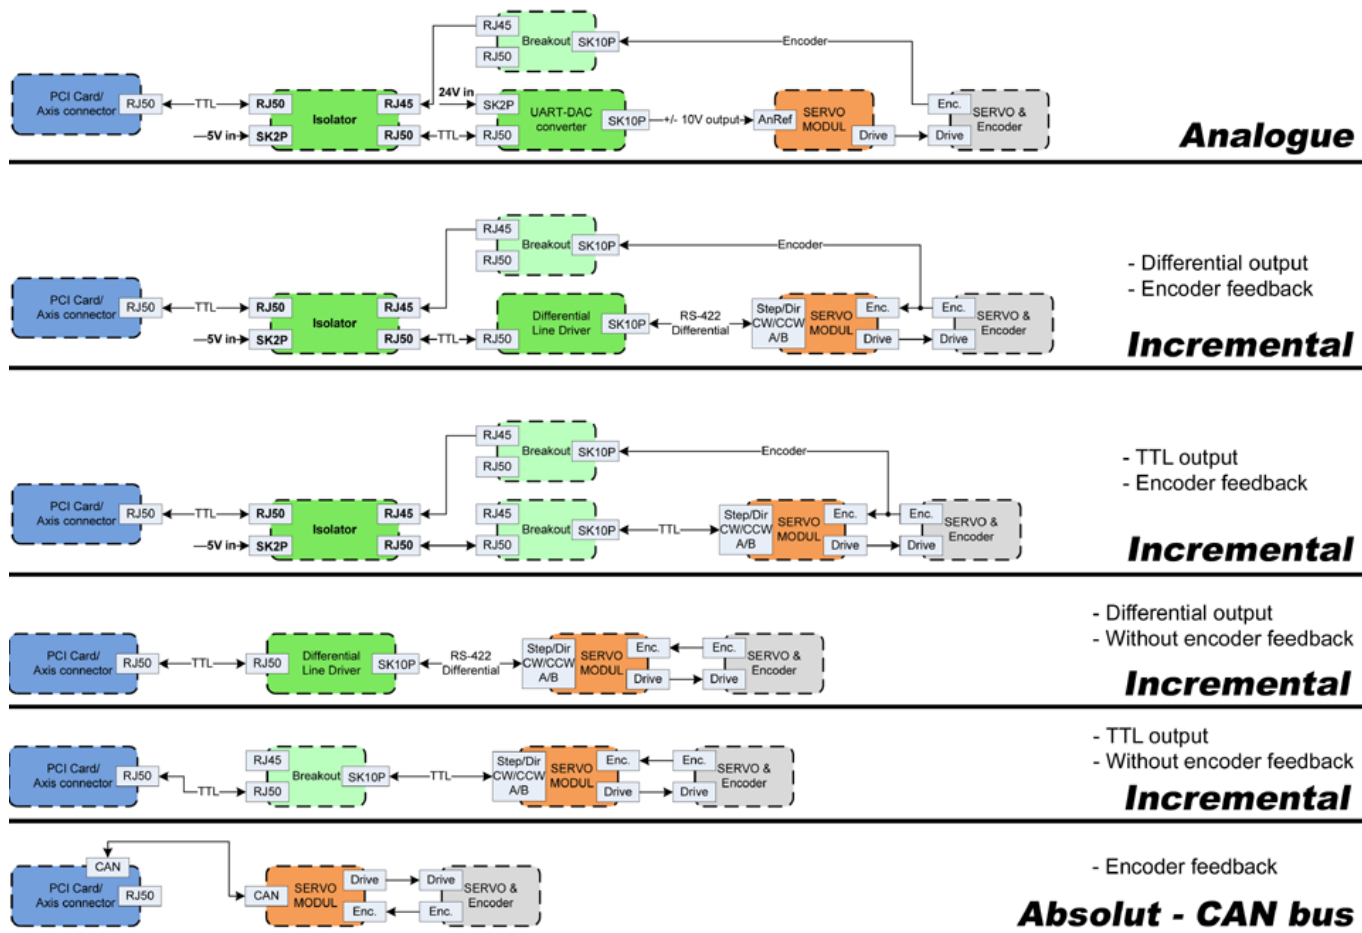 RJ45
Breakout
SK10P
Encoder
RJ50
PCI Card/
Axis connector
RJ50
TTL
RJ50
Isolator
RJ45
24V in
SK2P
UART-DAC
converter
SK10P
+/- 10V output
AnRef
SERVO
MODUL
Enc.
SERVO &
Encoder
5V in
SK2P
RJ50
TTL
RJ50
Drive
Drive
Analogue
RJ45
Breakout
SK10P
Encoder
RJ50
- Differential output
- Encoder feedback
PCI Card/
Axis connector
RJ50
TTL
RJ50
Isolator
RJ45
Differential
Line Driver
SK10P
RS-422
Differential
Step/Dir
CW/CCW
A/B
SERVO
MODUL
Enc.
Enc.
SERVO &
Encoder
5V in
SK2P
RJ50
TTL
RJ50
Drive
Drive
Incremental
RJ45
Breakout
SK10P
Encoder
RJ50
- TTL output
- Encoder feedback
PCI Card/
Axis connector
RJ50
TTL
RJ50
Isolator
RJ45
RJ45
Breakout
SK10P
TTL
Step/Dir
CW/CCW
A/B
SERVO
MODUL
Enc.
Enc.
SERVO &
Encoder
5V in
SK2P
RJ50
RJ50
Drive
Drive
Incremental
- Differential output
- Without encoder feedback
PCI Card/
Axis connector
RJ50
TTL
RJ50
Differential
Line Driver
SK10P
RS-422
Differential
Step/Dir
CW/CCW
A/B
SERVO
MODUL
Enc.
Enc.
SERVO &
Encoder
Drive
Drive
Incremental
- TTL output
- Without encoder feedback
PCI Card/
Axis connector
RJ50
TTL
RJ45
RJ50
Breakout
SK10P
TTL
Step/Dir
CW/CCW
A/B
SERVO
MODUL
Enc.
Enc.
SERVO &
Encoder
Drive
Drive
Incremental
CAN
PCI Card/
Axis connector
RJ50
CAN
SERVO
MODUL
Drive
Drive
SERVO &
Encoder
Enc.
Enc.
- Encoder feedback
Absolut - CAN bus